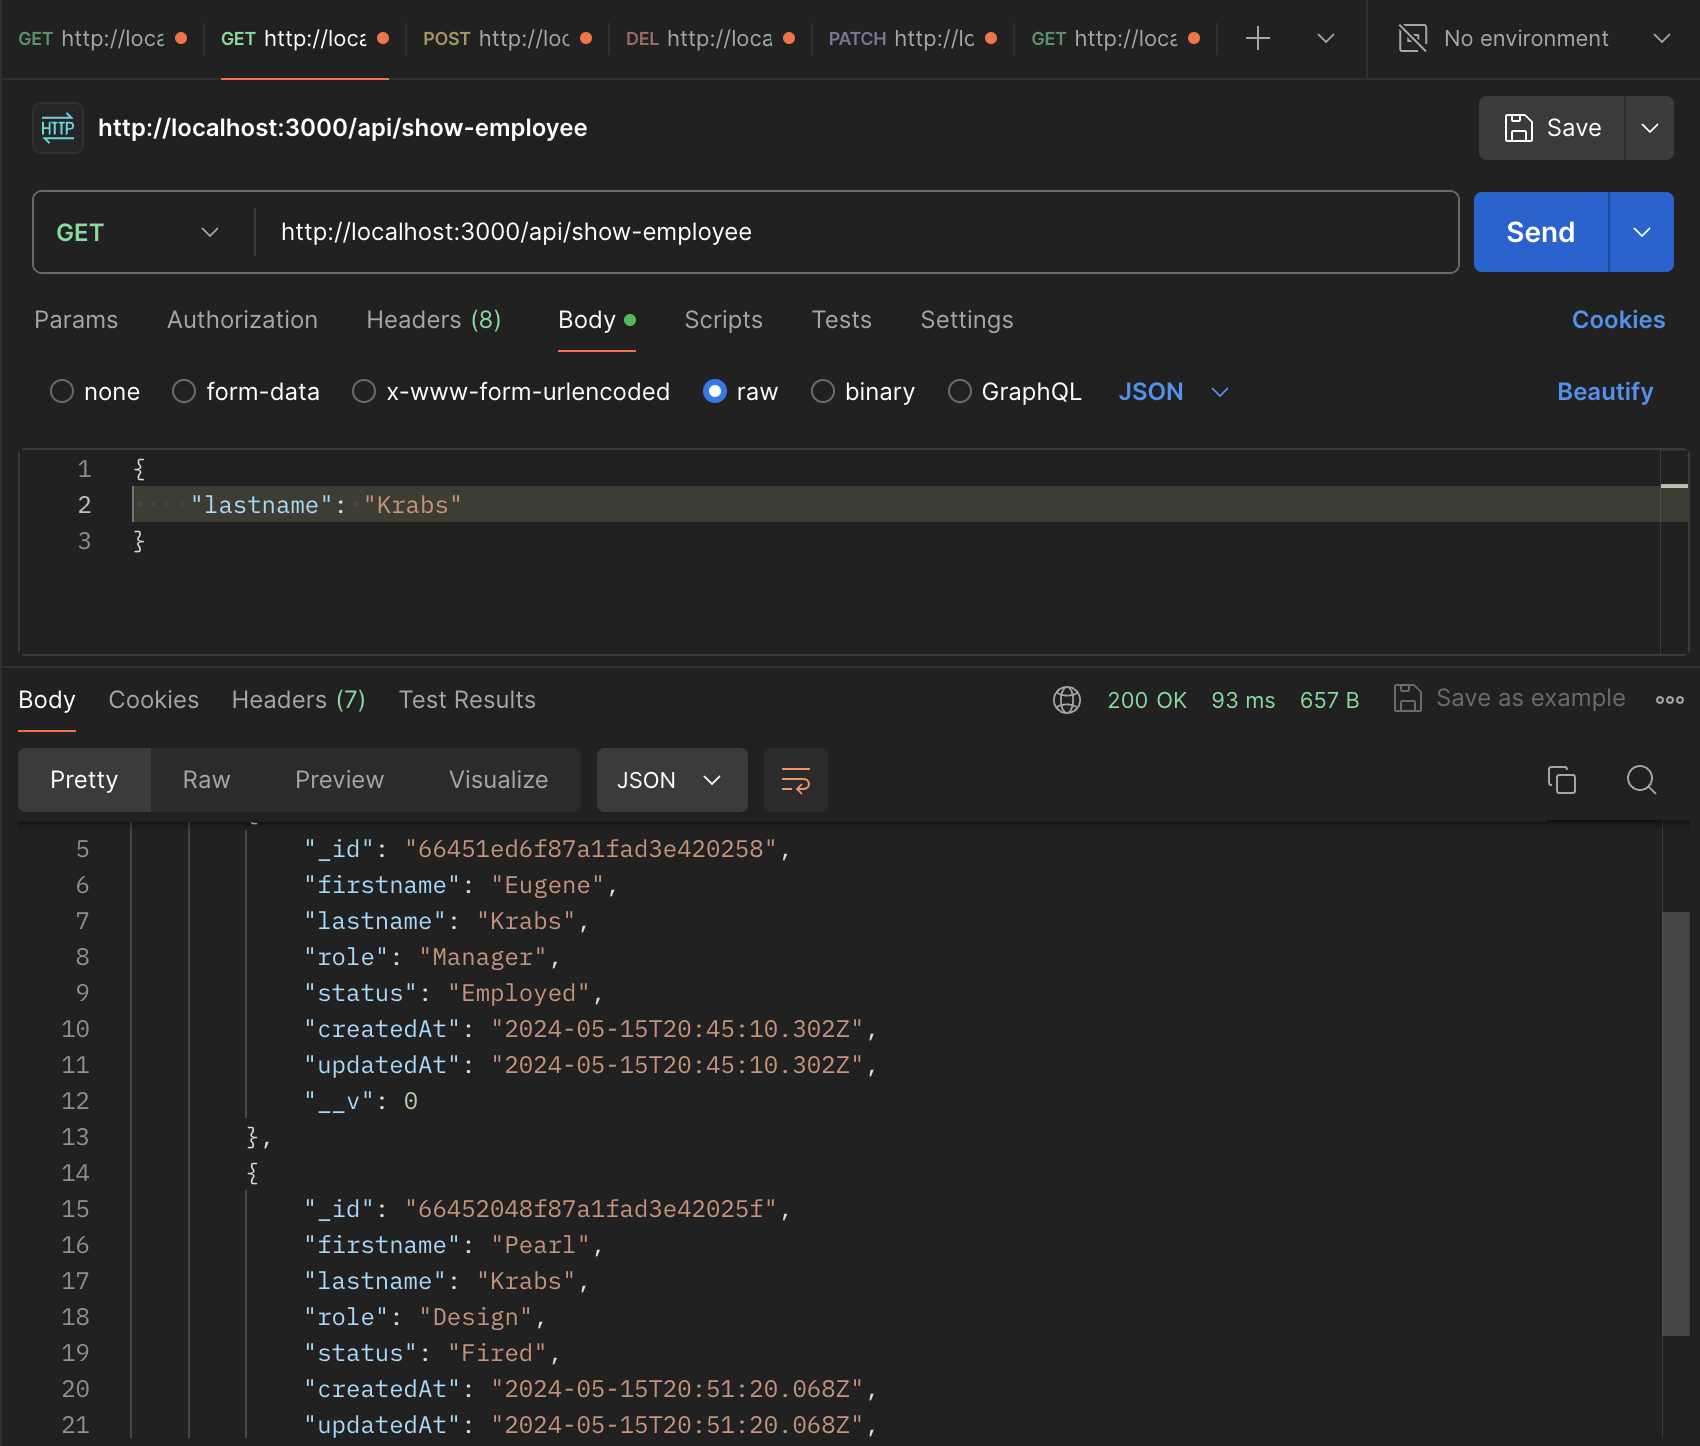 GET http://loca
GET http://loca
POST http://loc
DEL http://loca
PATCH http://lc
GET http://loca
No environment
HTTP http://localhost:3000/api/show-employee
Save
GET http://localhost:3000/api/show-employee
Send
Params Authorization Headers (8) Body Scripts Tests Settings Cookies
none form-data x-www-form-urlencoded raw binary GraphQL JSON Beautify
1 {
2 "lastname": "Krabs"
3 }
Body Cookies Headers (7) Test Results 200 OK 93 ms 657 B Save as example
Pretty Raw Preview Visualize JSON
5 "_id": "66451ed6f87a1fad3e420258",
6 "firstname": "Eugene",
7 "lastname": "Krabs",
8 "role": "Manager",
9 "status": "Employed",
10 "createdAt": "2024-05-15T20:45:10.302Z",
11 "updatedAt": "2024-05-15T20:45:10.302Z",
12 "__v": 0
13 },
14 {
15 "_id": "66452048f87a1fad3e42025f",
16 "firstname": "Pearl",
17 "lastname": "Krabs",
18 "role": "Design",
19 "status": "Fired",
20 "createdAt": "2024-05-15T20:51:20.068Z",
21 "updatedAt": "2024-05-15T20:51:20.068Z",